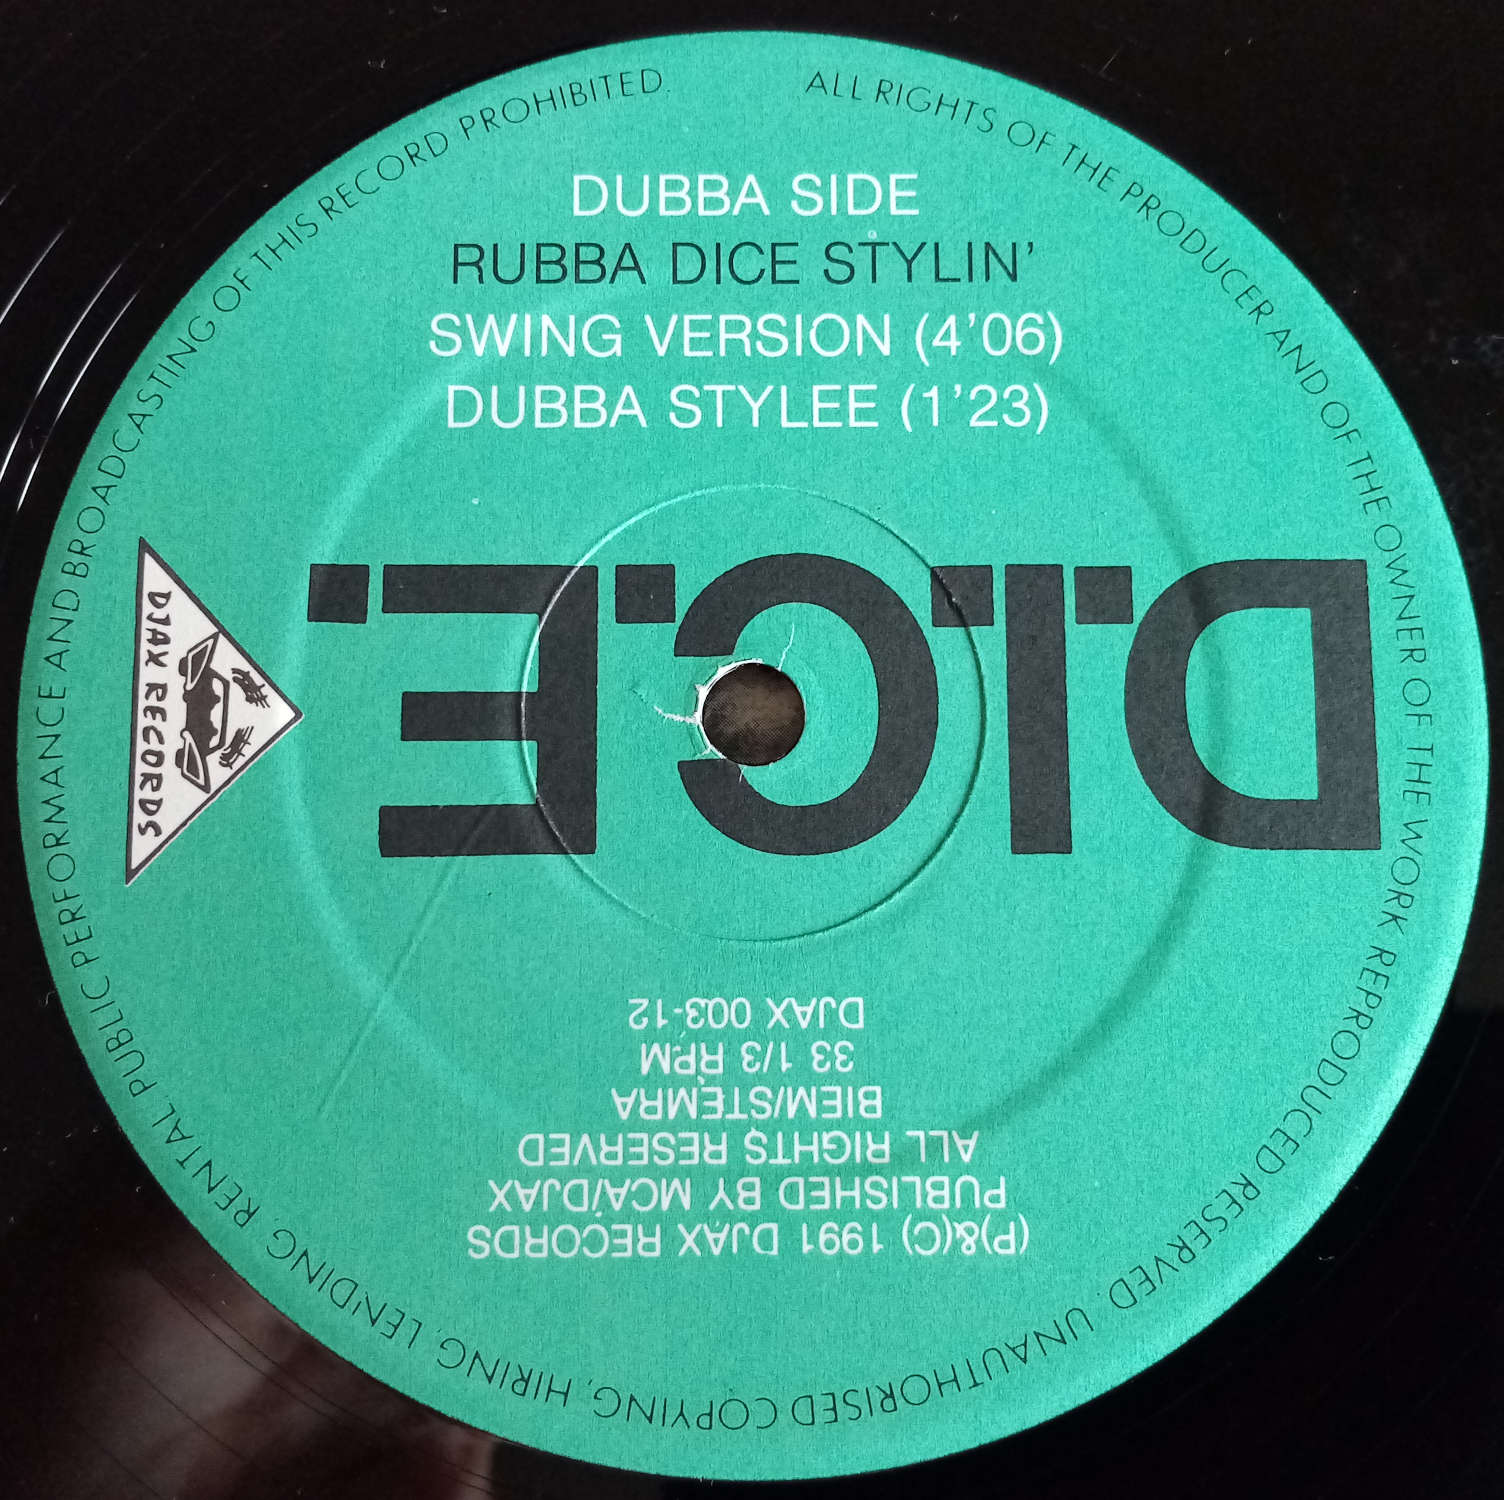 DUBBA SIDE
RUBBA DICE STYLIN'
SWING VERSION (4'06)
DUBBA STYLEE (1'23)
D.I.C.E.
DJAX RECORDS
DJAX 003-12
33 1/3 RPM
BIEM/STEMRA
ALL RIGHTS RESERVED
PUBLISHED BY MCA/DJAX
(P)&(C) 1991 DJAX RECORDS
ALL RIGHTS OF THE PRODUCER AND OF THE OWNER OF THE WORK REPRODUCED RESERVED. UNAUTHORISED COPYING, HIRING, LENDING, RENTAL, PUBLIC PERFORMANCE AND BROADCASTING OF THIS RECORD PROHIBITED.